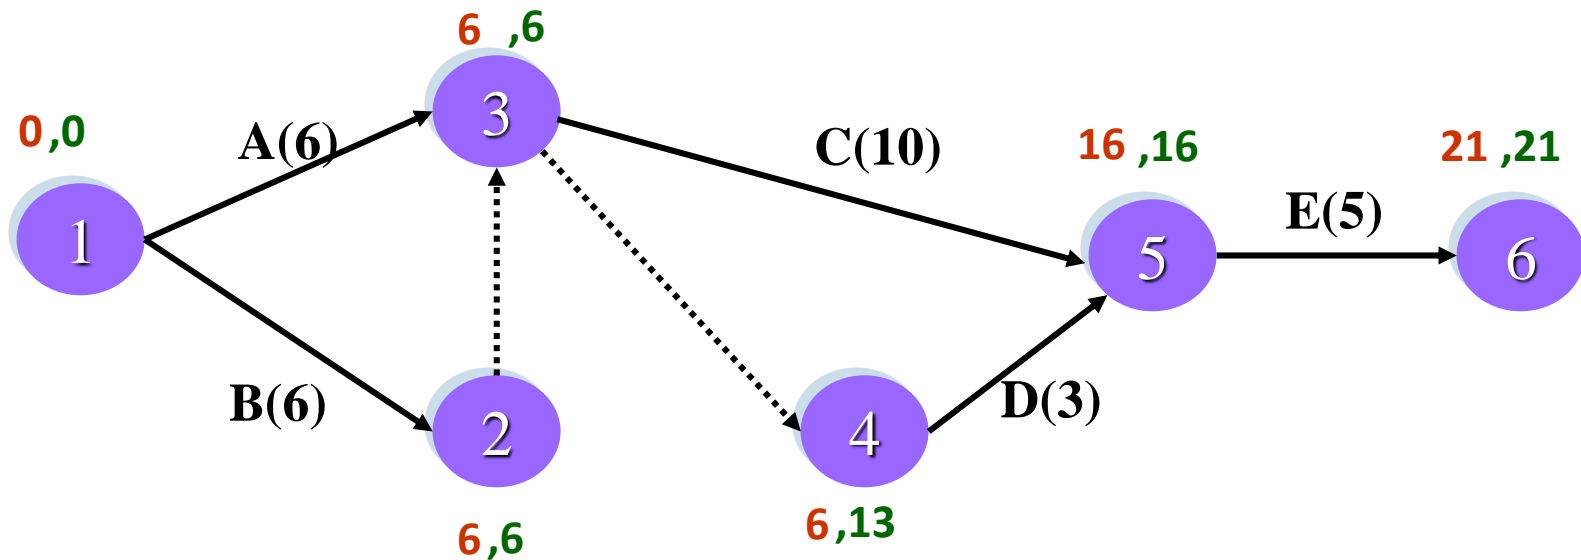 6 ,6
3
0,0
A(6)
C(10)
16 ,16
21 ,21
1
E(5)
5
6
B(6)
2
4
D(3)
6,6
6,13